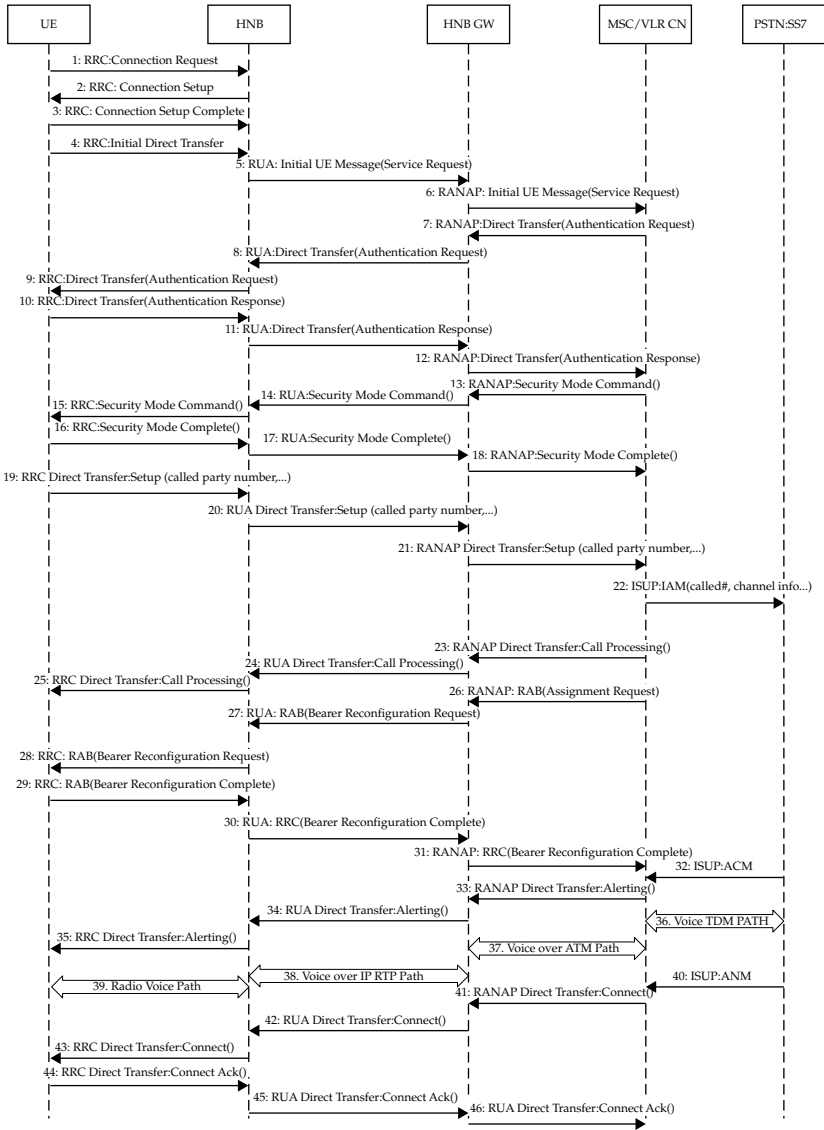 UE
HNB
HNB GW
MSC/VLR CN
PSTN:SS7
1: RRC:Connection Request
2: RRC: Connection Setup
3: RRC: Connection Setup Complete
4: RRC:Initial Direct Transfer
5: RUA: Initial UE Message(Service Request)
6: RANAP: Initial UE Message(Service Request)
7: RANAP:Direct Transfer(Authentication Request)
8: RUA:Direct Transfer(Authentication Request)
9: RRC:Direct Transfer(Authentication Request)
10: RRC:Direct Transfer(Authentication Response)
11: RUA:Direct Transfer(Authentication Response)
12: RANAP:Direct Transfer(Authentication Response)
13: RANAP:Security Mode Command()
14: RUA:Security Mode Command()
15: RRC:Security Mode Command()
16: RRC:Security Mode Complete()
17: RUA:Security Mode Complete()
18: RANAP:Security Mode Complete()
19: RRC Direct Transfer:Setup (called party number,...)
20: RUA Direct Transfer:Setup (called party number,...)
21: RANAP Direct Transfer:Setup (called party number,...)
22: ISUP:IAM(called#, channel info...)
23: RANAP Direct Transfer:Call Processing()
24: RUA Direct Transfer:Call Processing()
25: RRC Direct Transfer:Call Processing()
26: RANAP: RAB(Assignment Request)
27: RUA: RAB(Bearer Reconfiguration Request)
28: RRC: RAB(Bearer Reconfiguration Request)
29: RRC: RAB(Bearer Reconfiguration Complete)
30: RUA: RRC(Bearer Reconfiguration Complete)
31: RANAP: RRC(Bearer Reconfiguration Complete)
32: ISUP:ACM
33: RANAP Direct Transfer:Alerting()
34: RUA Direct Transfer:Alerting()
35: RRC Direct Transfer:Alerting()
36. Voice TDM PATH
37. Voice over ATM Path
38. Voice over IP RTP Path
39. Radio Voice Path
40: ISUP:ANM
41: RANAP Direct Transfer:Connect()
42: RUA Direct Transfer:Connect()
43: RRC Direct Transfer:Connect()
44: RRC Direct Transfer:Connect Ack()
45: RUA Direct Transfer:Connect Ack()
46: RUA Direct Transfer:Connect Ack()